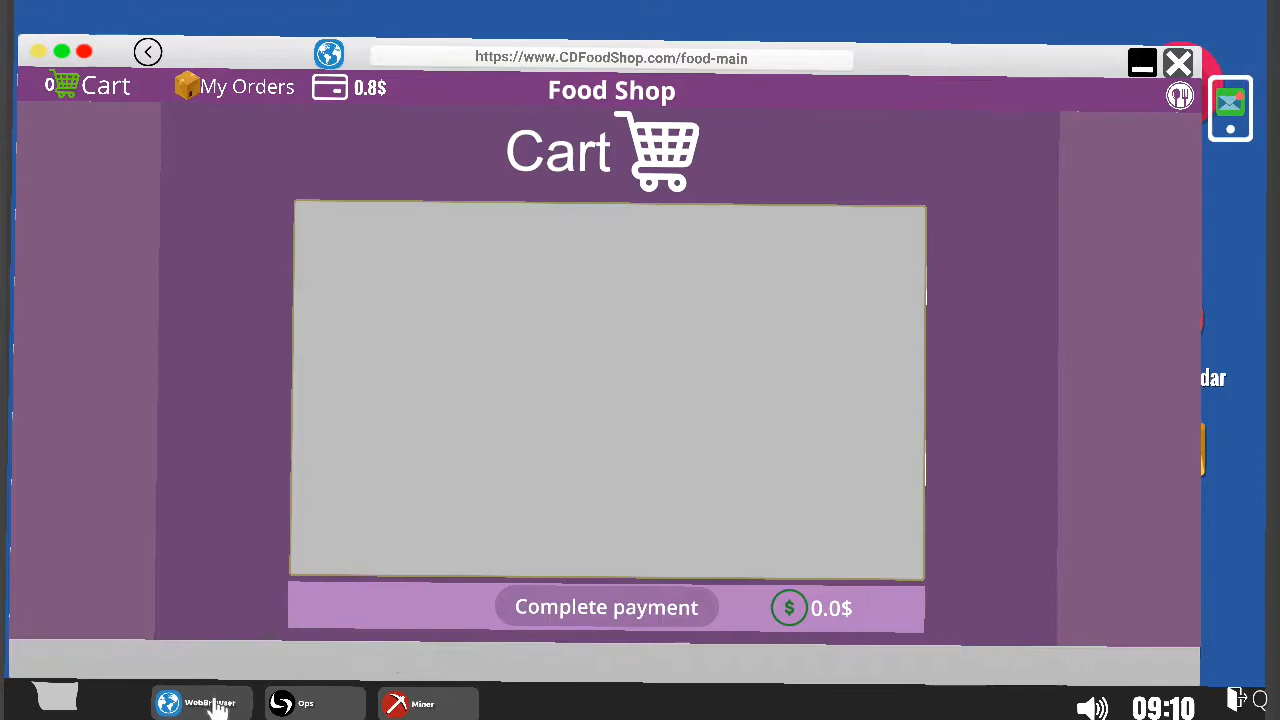 https://www.CDFoodShop.com/food-main
0 Cart
My Orders
0.8$
Food Shop
Cart
Complete payment
$ 0.0$
dar
WebBrowser
Ops
Miner
09:10
Q